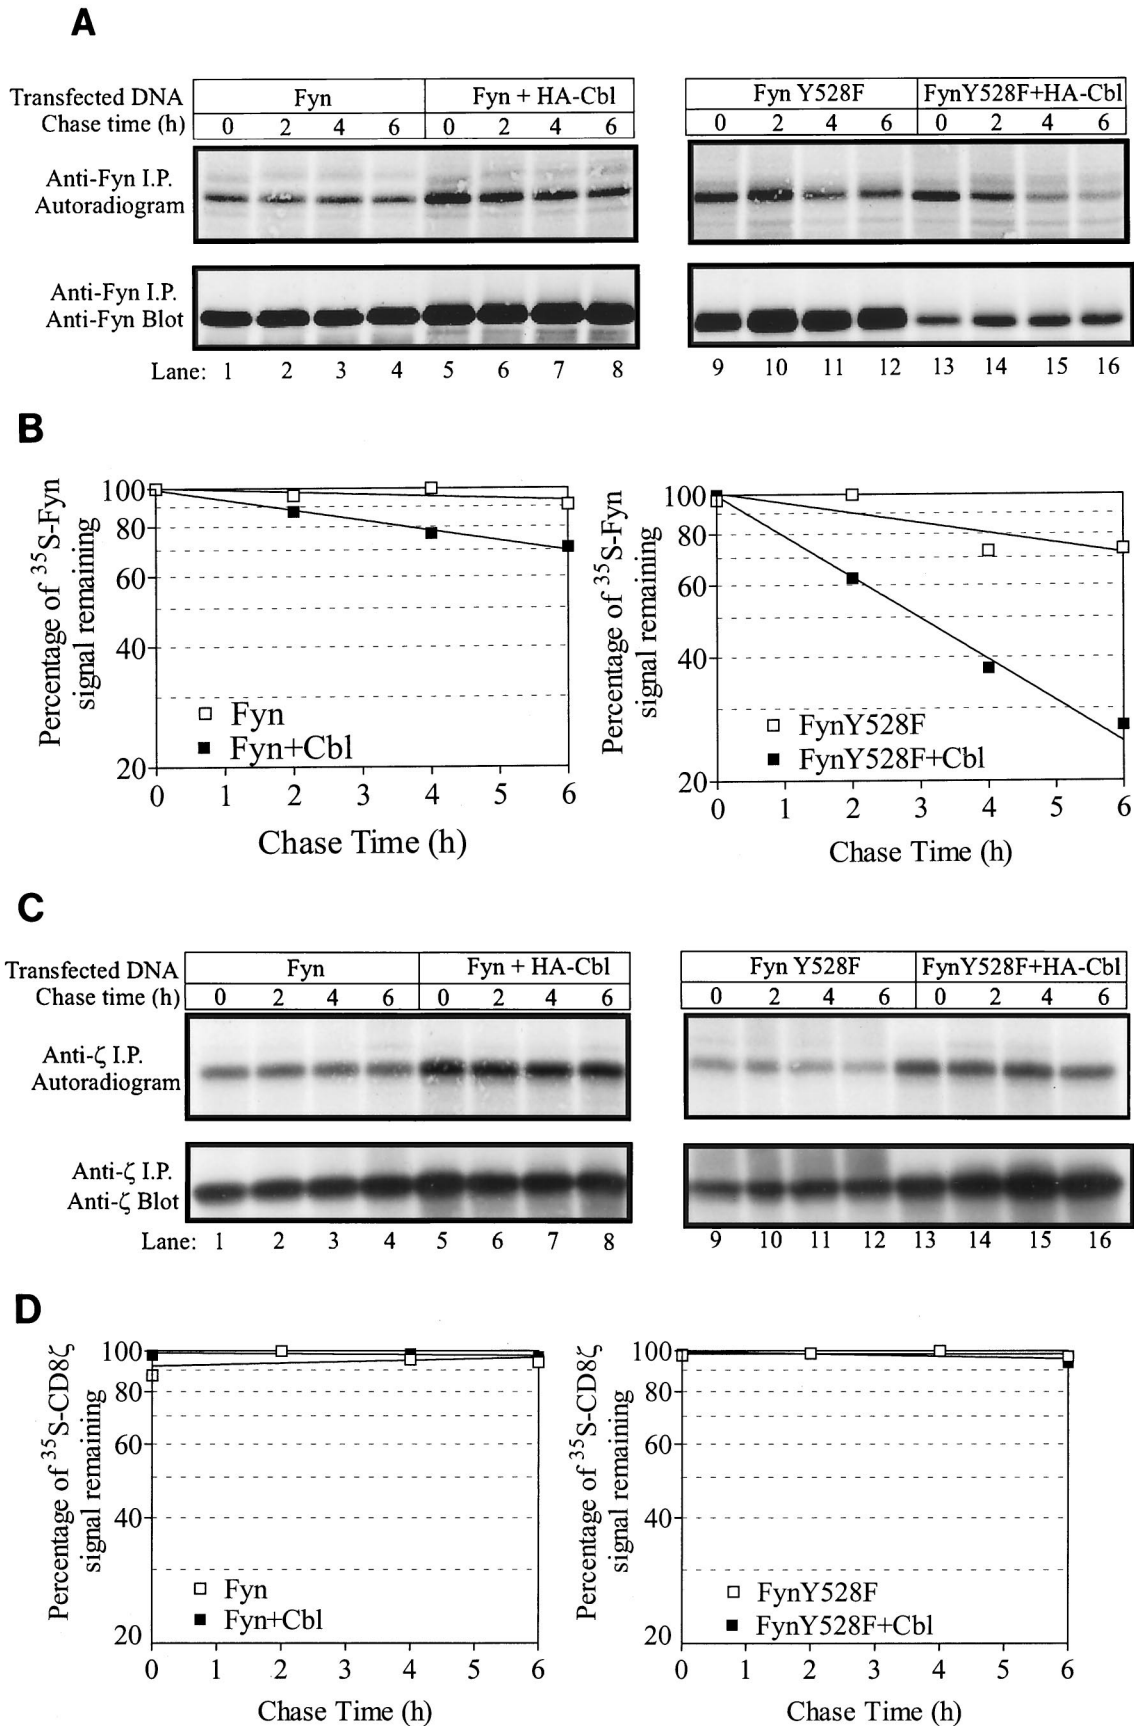 A
Transfected DNA Fyn Fyn + HA-Cbl Fyn Y528F FynY528F+HA-Cbl
Chase time (h) 0 2 4 6 0 2 4 6 0 2 4 6 0 2 4 6
Anti-Fyn I.P.
Autoradiogram
Anti-Fyn I.P.
Anti-Fyn Blot
Lane: 1 2 3 4 5 6 7 8 9 10 11 12 13 14 15 16
B
Percentage of ³⁵S-Fyn
signal remaining
100
80
60
40
20
0 1 2 3 4 5 6
Fyn
Fyn+Cbl
Chase Time (h)
Percentage of ³⁵S-Fyn
signal remaining
100
80
60
40
20
0 1 2 3 4 5 6
FynY528F
FynY528F+Cbl
Chase Time (h)
C
Transfected DNA Fyn Fyn + HA-Cbl Fyn Y528F FynY528F+HA-Cbl
Chase time (h) 0 2 4 6 0 2 4 6 0 2 4 6 0 2 4 6
Anti-ζ I.P.
Autoradiogram
Anti-ζ I.P.
Anti-ζ Blot
Lane: 1 2 3 4 5 6 7 8 9 10 11 12 13 14 15 16
D
Percentage of ³⁵S-CD8ζ
signal remaining
100
80
60
40
20
0 1 2 3 4 5 6
Fyn
Fyn+Cbl
Chase Time (h)
Percentage of ³⁵S-CD8ζ
signal remaining
100
80
60
40
20
0 1 2 3 4 5 6
FynY528F
FynY528F+Cbl
Chase Time (h)